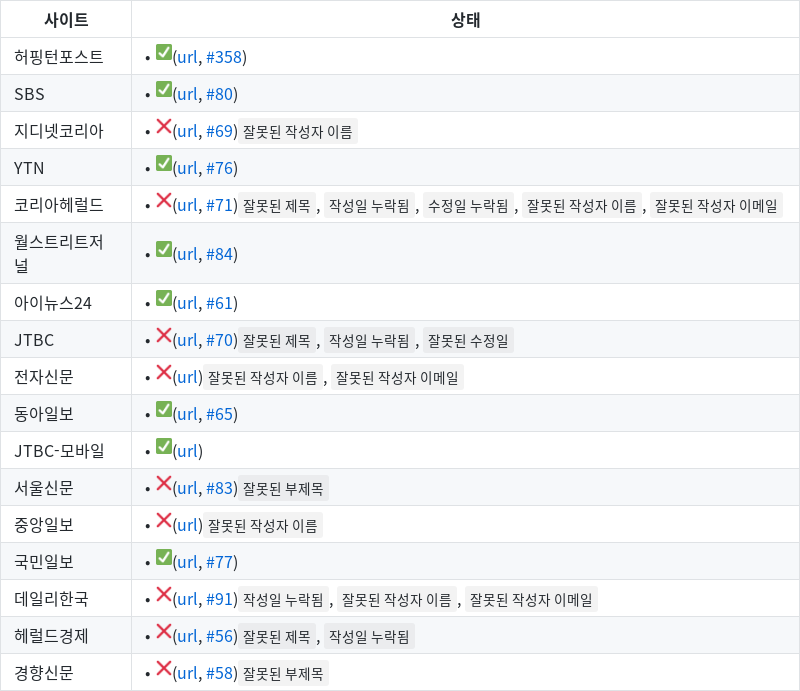 사이트 상태
허핑턴포스트 • ✅(url, #358)
SBS • ✅(url, #80)
지디넷코리아 • ❌(url, #69) 잘못된 작성자 이름
YTN • ✅(url, #76)
코리아헤럴드 • ❌(url, #71) 잘못된 제목 , 작성일 누락됨 , 수정일 누락됨 , 잘못된 작성자 이름 , 잘못된 작성자 이메일
월스트리트저
널 • ✅(url, #84)
아이뉴스24 • ✅(url, #61)
JTBC • ❌(url, #70) 잘못된 제목 , 작성일 누락됨 , 잘못된 수정일
전자신문 • ❌(url) 잘못된 작성자 이름 , 잘못된 작성자 이메일
동아일보 • ✅(url, #65)
JTBC-모바일 • ✅(url)
서울신문 • ❌(url, #83) 잘못된 부제목
중앙일보 • ❌(url) 잘못된 작성자 이름
국민일보 • ✅(url, #77)
데일리한국 • ❌(url, #91) 작성일 누락됨 , 잘못된 작성자 이름 , 잘못된 작성자 이메일
헤럴드경제 • ❌(url, #56) 잘못된 제목 , 작성일 누락됨
경향신문 • ❌(url, #58) 잘못된 부제목